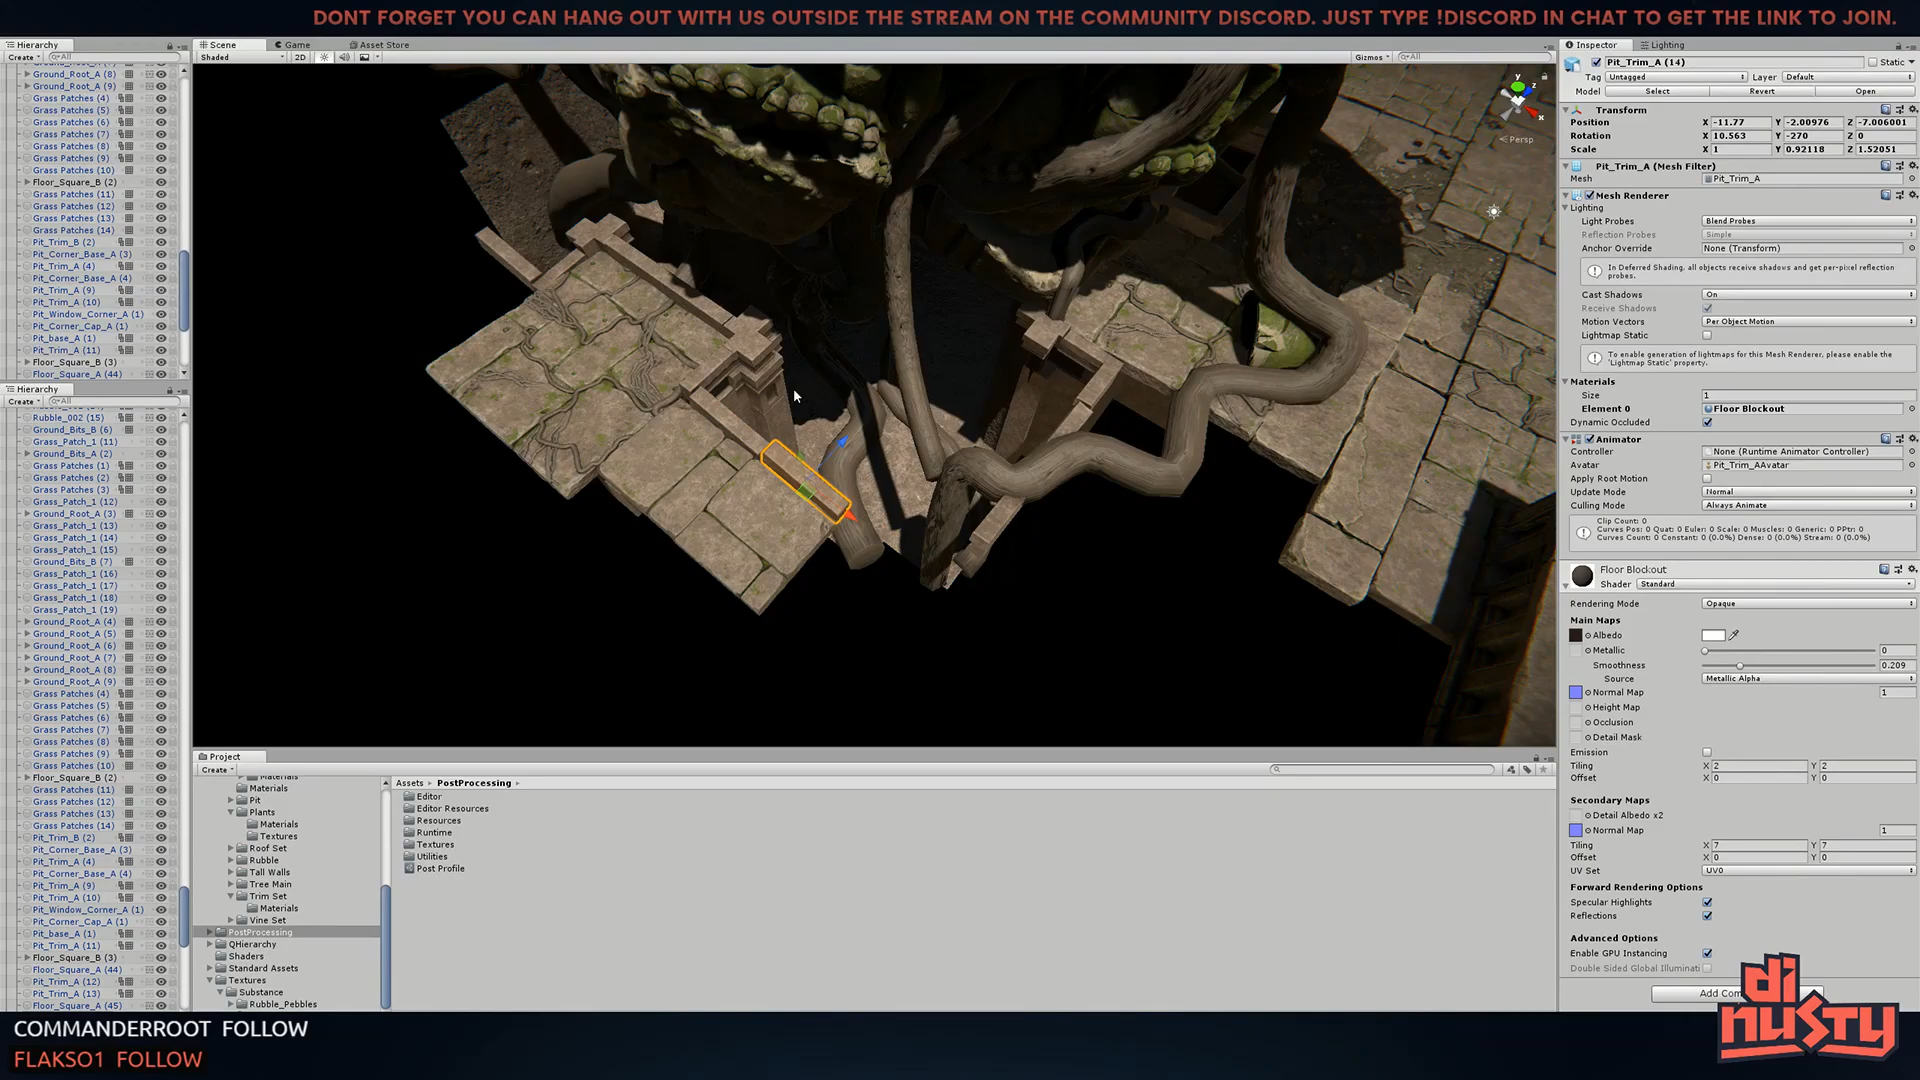 DONT FORGET YOU CAN HANG OUT WITH US OUTSIDE THE STREAM ON THE COMMUNITY DISCORD. JUST TYPE !DISCORD IN CHAT TO GET THE LINK TO JOIN.
Hierarchy
Create
All
Ground_Root_A (8)
Ground_Root_A (9)
Grass Patches (4)
Grass Patches (5)
Grass Patches (6)
Grass Patches (7)
Grass Patches (8)
Grass Patches (9)
Grass Patches (10)
Floor_Square_B (2)
Grass Patches (11)
Grass Patches (12)
Grass Patches (13)
Grass Patches (14)
Pit_Trim_B (2)
Pit_Corner_Base_A (3)
Pit_Trim_A (4)
Pit_Corner_Base_A (4)
Pit_Trim_A (9)
Pit_Trim_A (10)
Pit_Window_Corner_A (1)
Pit_Corner_Cap_A (1)
Pit_base_A (1)
Pit_Trim_A (11)
Floor_Square_B (3)
Floor_Square_A (44)
Hierarchy
Create
All
Rubble_002 (15)
Ground_Bits_B (6)
Grass_Patch_1 (11)
Ground_Bits_A (2)
Grass Patches (1)
Grass Patches (2)
Grass Patches (3)
Grass_Patch_1 (12)
Ground_Root_A (3)
Grass_Patch_1 (13)
Grass_Patch_1 (14)
Grass_Patch_1 (15)
Ground_Bits_B (7)
Grass_Patch_1 (16)
Grass_Patch_1 (17)
Grass_Patch_1 (18)
Grass_Patch_1 (19)
Ground_Root_A (4)
Ground_Root_A (5)
Ground_Root_A (6)
Ground_Root_A (7)
Ground_Root_A (8)
Ground_Root_A (9)
Grass Patches (4)
Grass Patches (5)
Grass Patches (6)
Grass Patches (7)
Grass Patches (8)
Grass Patches (9)
Grass Patches (10)
Floor_Square_B (2)
Grass Patches (11)
Grass Patches (12)
Grass Patches (13)
Grass Patches (14)
Pit_Trim_B (2)
Pit_Corner_Base_A (3)
Pit_Trim_A (4)
Pit_Corner_Base_A (4)
Pit_Trim_A (9)
Pit_Trim_A (10)
Pit_Window_Corner_A (1)
Pit_Corner_Cap_A (1)
Pit_base_A (1)
Pit_Trim_A (11)
Floor_Square_B (3)
Floor_Square_A (44)
Pit_Trim_A (12)
Pit_Trim_A (13)
Floor_Square_A (45)
Scene Game Asset Store
Shaded 2D Gizmos All
y
z
x
Persp
Project
Create
Materials
Materials
Pit
Plants
Materials
Textures
Roof Set
Rubble
Tall Walls
Tree Main
Trim Set
Materials
Vine Set
PostProcessing
QHierarchy
Shaders
Standard Assets
Textures
Substance
Rubble_Pebbles
Assets PostProcessing
Editor
Editor Resources
Resources
Runtime
Textures
Utilities
Post Profile
Inspector Lighting
Pit_Trim_A (14) Static
Tag Untagged Layer Default
Model Select Revert Open
Transform
Position X -11.77 Y -2.00976 Z -7.006001
Rotation X 10.563 Y -270 Z 0
Scale X 1 Y 0.92118 Z 1.52051
Pit_Trim_A (Mesh Filter)
Mesh Pit_Trim_A
Mesh Renderer
Lighting
Light Probes Blend Probes
Reflection Probes Simple
Anchor Override None (Transform)
In Deferred Shading, all objects receive shadows and get per-pixel reflection
probes.
Cast Shadows On
Receive Shadows
Motion Vectors Per Object Motion
Lightmap Static
To enable generation of lightmaps for this Mesh Renderer, please enable the
'Lightmap Static' property.
Materials
Size 1
Element 0 Floor Blockout
Dynamic Occluded
Animator
Controller None (Runtime Animator Controller)
Avatar Pit_Trim_AAvatar
Apply Root Motion
Update Mode Normal
Culling Mode Always Animate
Clip Count: 0
Curves Pos: 0 Quat: 0 Euler: 0 Scale: 0 Muscles: 0 Generic: 0 PPtr: 0
Curves Count: 0 Constant: 0 (0.0%) Dense: 0 (0.0%) Stream: 0 (0.0%)
Floor Blockout
Shader Standard
Rendering Mode Opaque
Main Maps
Albedo
Metallic 0
Smoothness 0.209
Source Metallic Alpha
Normal Map 1
Height Map
Occlusion
Detail Mask
Emission
Tiling X 2 Y 2
Offset X 0 Y 0
Secondary Maps
Detail Albedo x2
Normal Map 1
Tiling X 7 Y 7
Offset X 0 Y 0
UV Set UV0
Forward Rendering Options
Specular Highlights
Reflections
Advanced Options
Enable GPU Instancing
Double Sided Global Illuminati
Add Com
di
nusty
COMMANDERROOT FOLLOW
FLAKSO1 FOLLOW